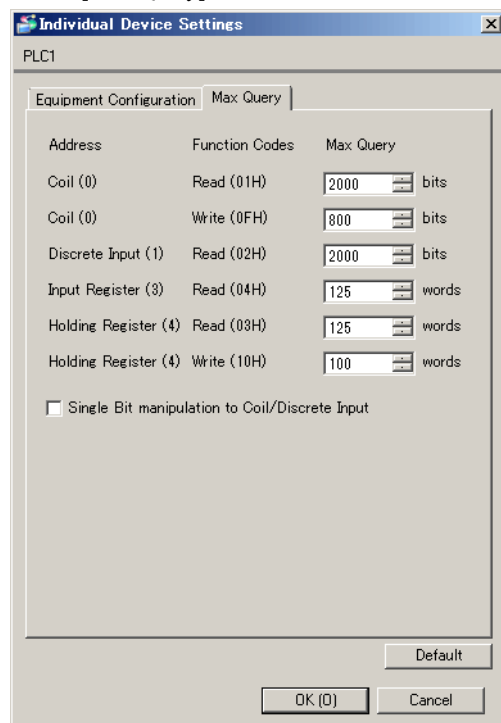 Individual Device Settings
PLC1
Equipment Configuration Max Query
Address Function Codes Max Query
Coil (0) Read (01H) 2000 bits
Coil (0) Write (0FH) 800 bits
Discrete Input (1) Read (02H) 2000 bits
Input Register (3) Read (04H) 125 words
Holding Register (4) Read (03H) 125 words
Holding Register (4) Write (10H) 100 words
Single Bit manipulation to Coil/Discrete Input
Default
OK (O) Cancel